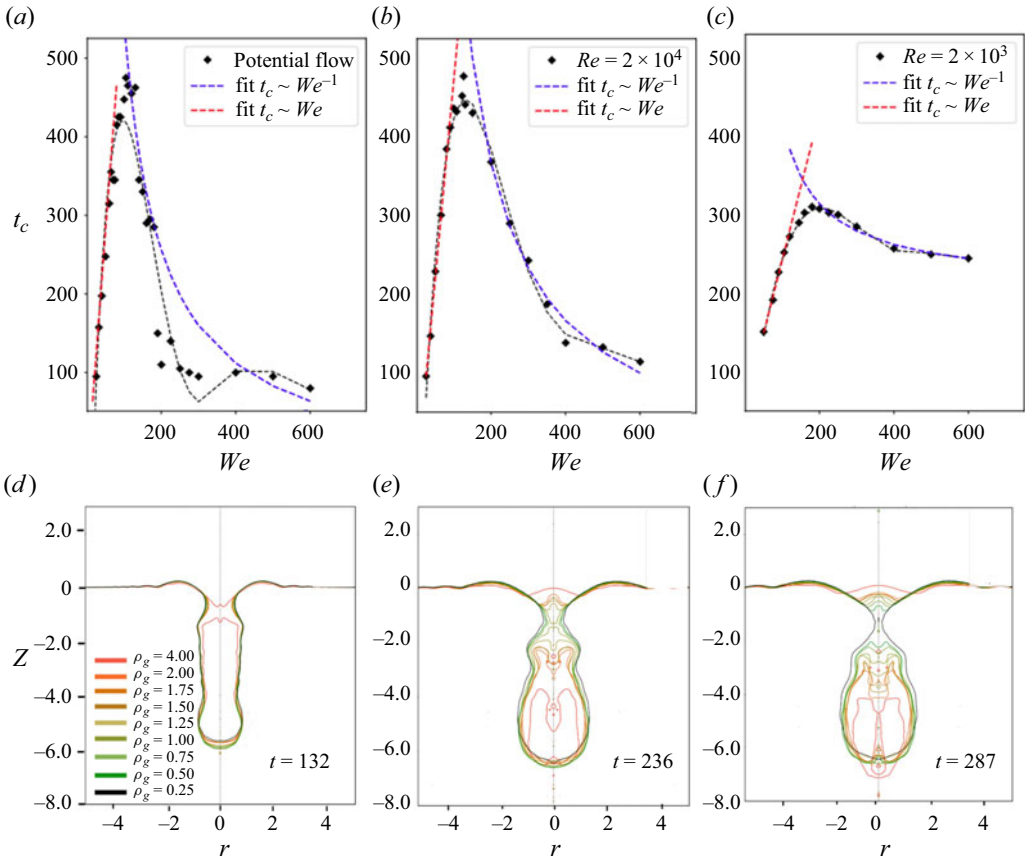 (a)
(b)
(c)
500
400
300
200
100
t_c
Potential flow
fit t_c ~ We⁻¹
fit t_c ~ We
200
400
600
We
500
400
300
200
100
Re = 2 × 10⁴
fit t_c ~ We⁻¹
fit t_c ~ We
200
400
600
We
500
400
300
200
100
Re = 2 × 10³
fit t_c ~ We⁻¹
fit t_c ~ We
200
400
600
We
(d)
(e)
(f)
2.0
0
–2.0
–4.0
–6.0
–8.0
Z
ρ_g = 4.00
ρ_g = 2.00
ρ_g = 1.75
ρ_g = 1.50
ρ_g = 1.25
ρ_g = 1.00
ρ_g = 0.75
ρ_g = 0.50
ρ_g = 0.25
t = 132
–4
–2
0
2
4
r
2.0
0
–2.0
–4.0
–6.0
–8.0
t = 236
–4
–2
0
2
4
r
2.0
0
–2.0
–4.0
–6.0
–8.0
t = 287
–4
–2
0
2
4
r